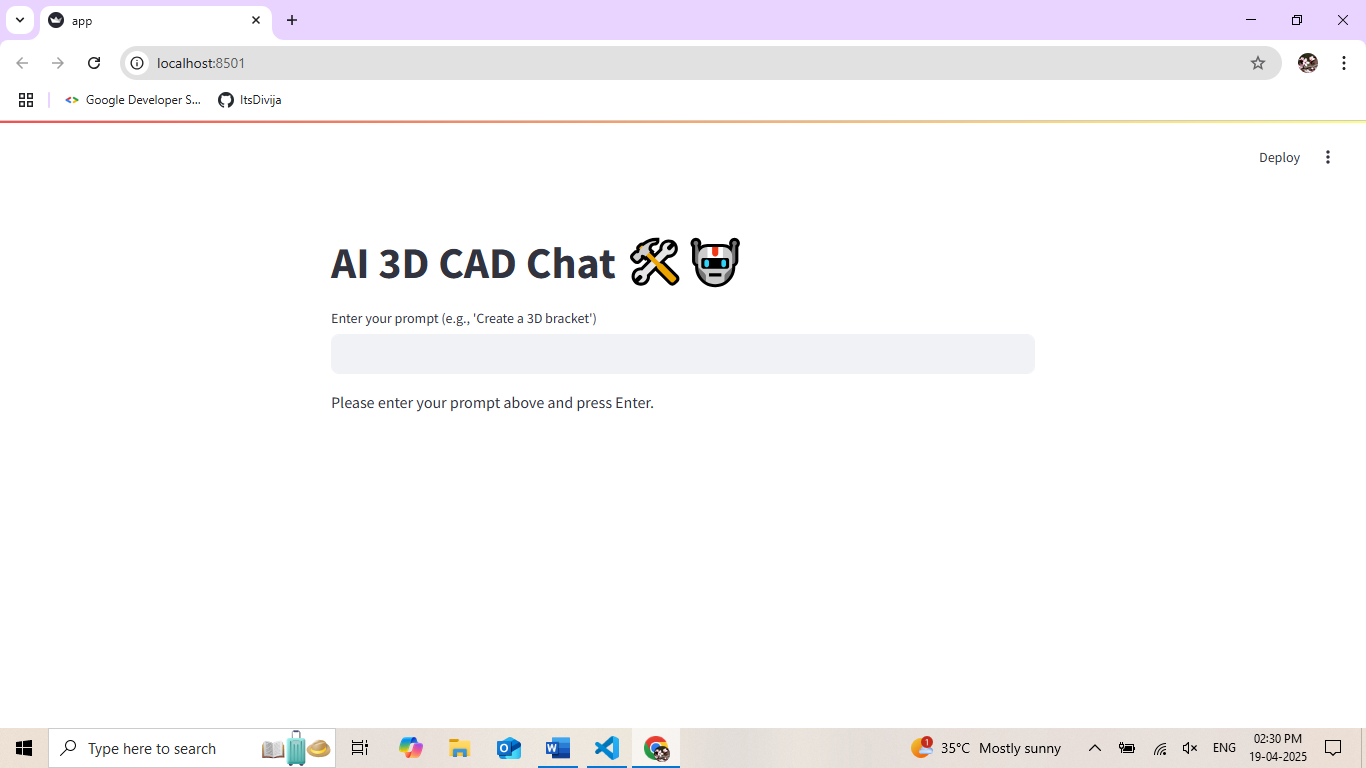 app
localhost:8501
Google Developer S...
ItsDivija
Deploy
AI 3D CAD Chat 🛠️🤖
Enter your prompt (e.g., 'Create a 3D bracket')
Please enter your prompt above and press Enter.
Type here to search
1
35°C Mostly sunny
ENG
02:30 PM
19-04-2025